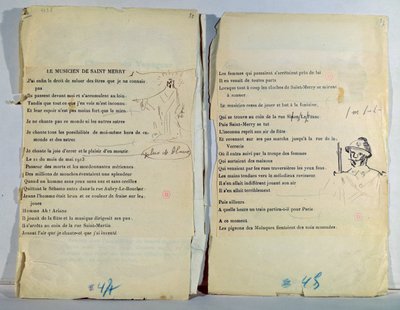 LE MUSICIEN DE SAINT MERRY
J'ai enfin le droit de saluer des êtres que je ne connais
pas
Ils passent devant moi et s'accumulent au loin
Tandis que tout ce que j'en vois m'est inconnu
Et leur espoir n'est pas moins fort que le mien
Je ne chante pas ce monde ni les autres astres
Je chante toutes les possibilités de moi-même hors de ce
monde et des astres
Je chante la joie d'errer et le plaisir d'en mourir
Le 21 du mois de mai 1913
Passeur des morts et les mordonnantes mériennes
Des millions de mouches éventaient une splendeur
Quand un homme sans yeux sans nez et sans oreilles
Quittant le Sébasto entra dans la rue Aubry-Le-Boucher
Jeune l'homme était brun et ce couleur de fraise sur les
joues
Homme Ah! Ariane
Il jouait de la flûte et la musique dirigeait ses pas
Il s'arrêta au coin de la rue Saint-Martin
Jouant l'air que je chante et que j'ai inventé
# 4A
Les femmes qui passaient s'arrêtaient près de lui
Il en venait de toutes parts
Lorsque tout à coup les cloches de Saint-Merry se mirent
à sonner
Le musicien cessa de jouer et but à la fontaine
Qui se trouve au coin de la rue
Puis Saint-Merry se tut
L'inconnu reprit son air de flûte
Et revenant sur ses pas marcha jusqu'à la rue de la
Verrerie
Où il entra suivi par la troupe des femmes
Qui sortaient des maisons
Qui venaient par les rues traversières les yeux fous
Les mains tendues vers le mélodieux ravisseur
Il s'en allait indifférent jouant son air
Il s'en allait terriblement
Puis ailleurs
A quelle heure un train partira-t-il pour Paris
A ce moment
Les pigeons des Moluques fientaient des noix muscades